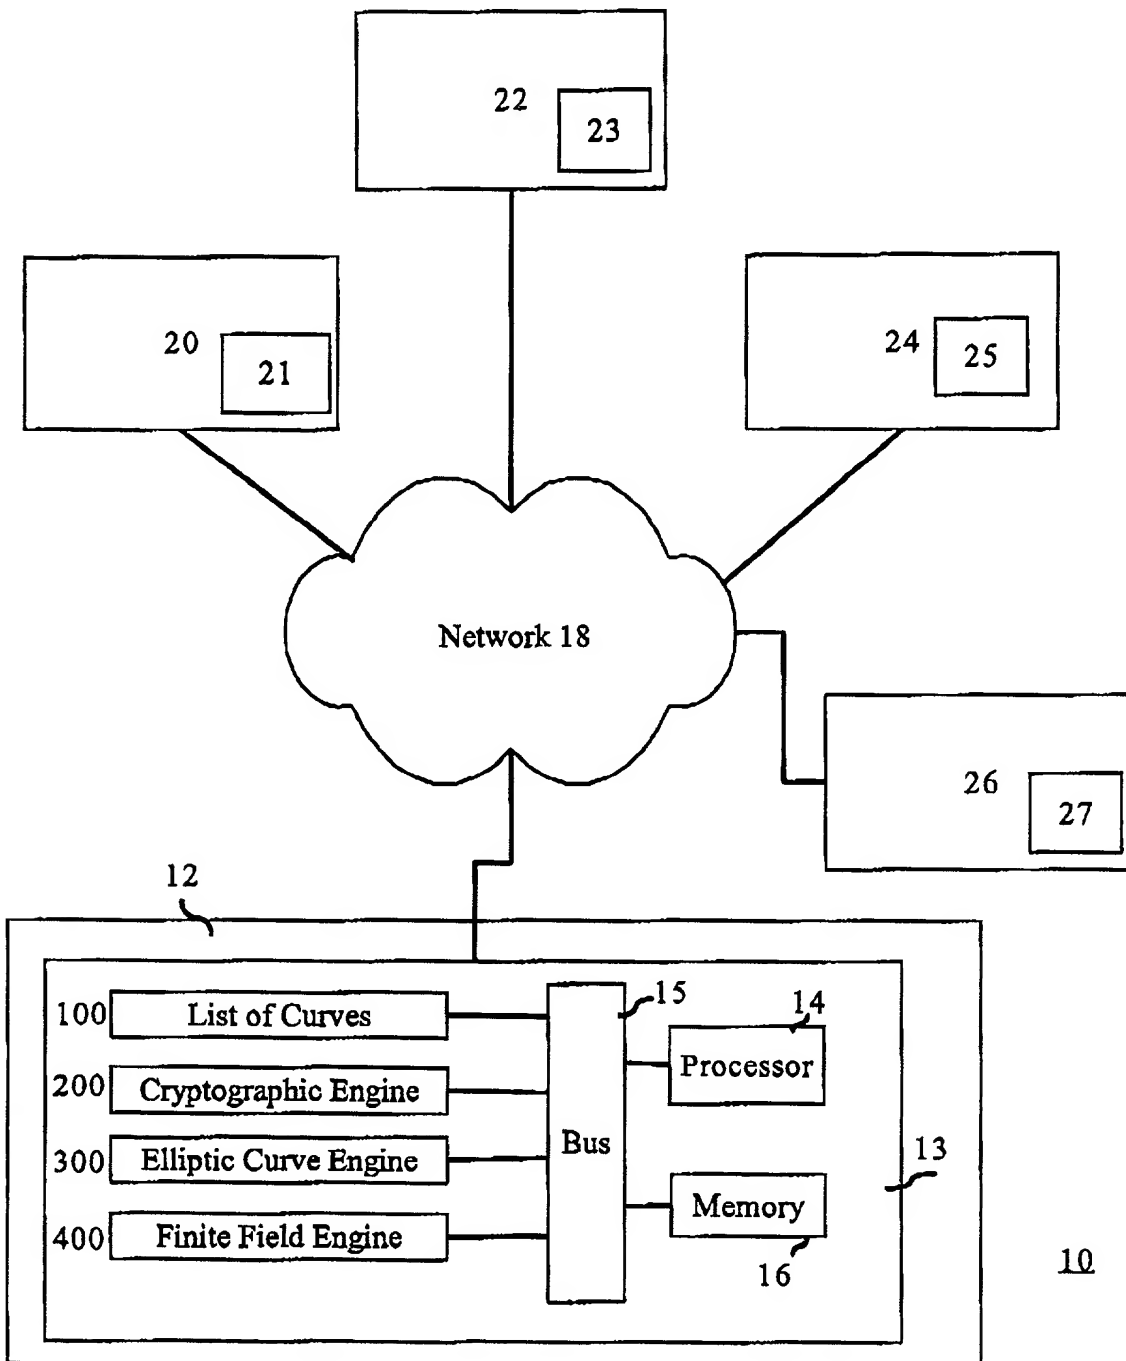 22
23
20
21
24
25
Network 18
26
27
12
100
List of Curves
200
Cryptographic Engine
300
Elliptic Curve Engine
400
Finite Field Engine
Bus
15
14
Processor
Memory
16
13
10